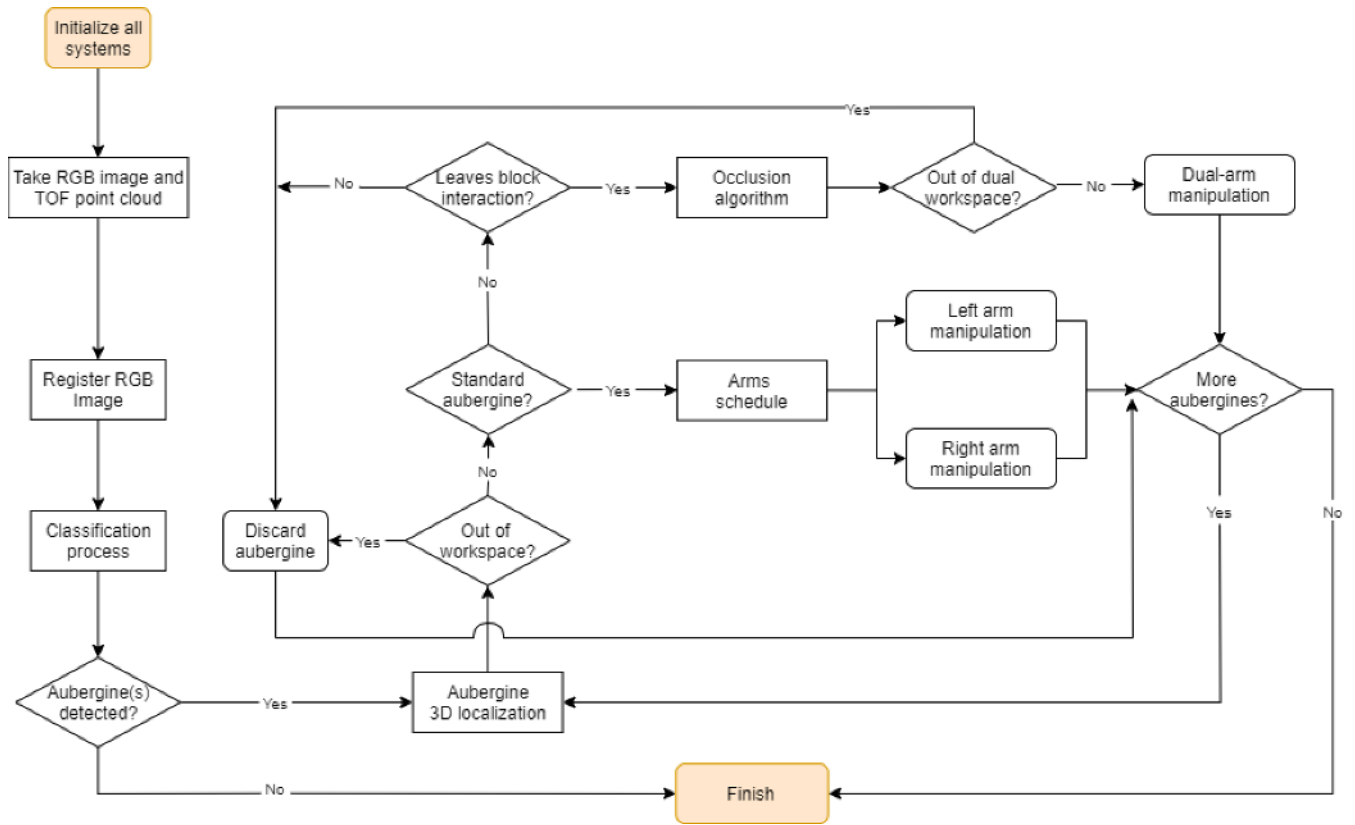 Initialize all
systems
Take RGB image and
TOF point cloud
Register RGB
Image
Classification
process
Aubergine(s)
detected?
Yes
No
Aubergine
3D localization
Out of
workspace?
Yes
No
Discard
aubergine
Standard
aubergine?
No
Yes
Leaves block
interaction?
No
Yes
Occlusion
algorithm
Out of dual
workspace?
Yes
No
Dual-arm
manipulation
Arms
schedule
Left arm
manipulation
Right arm
manipulation
More
aubergines?
Yes
No
Finish